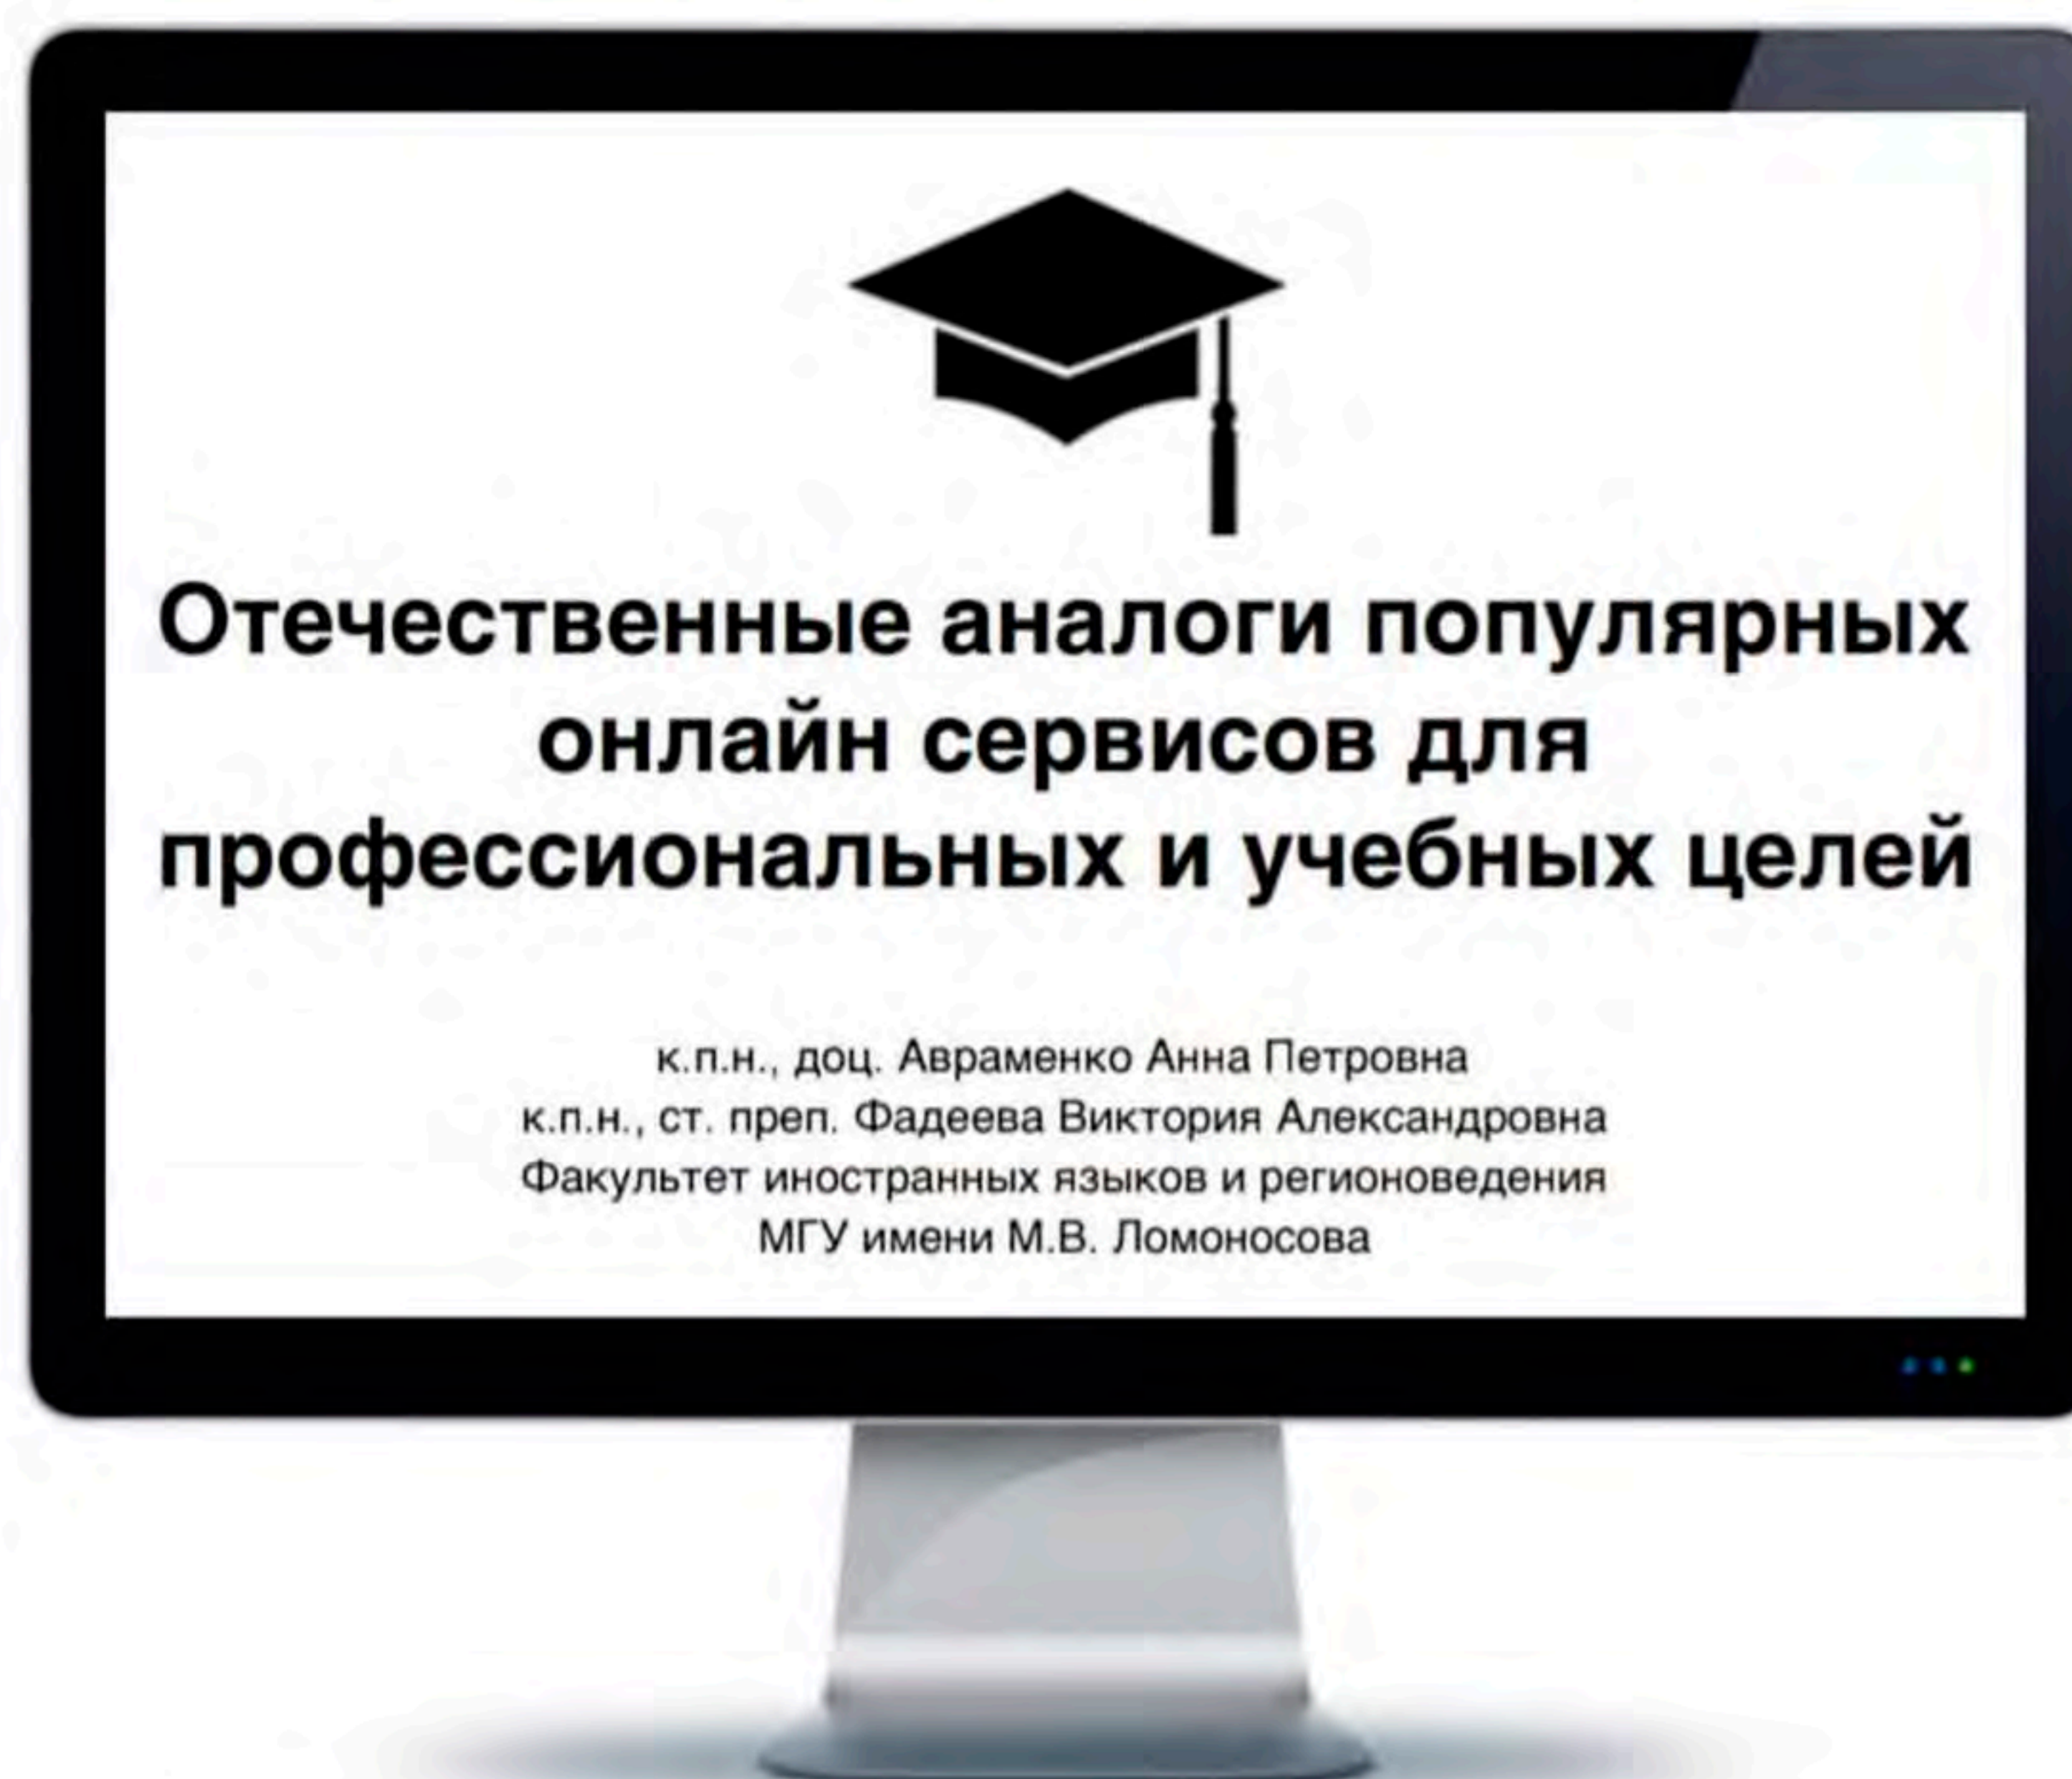 Отечественные аналоги популярных
онлайн сервисов для
профессиональных и учебных целей
к.п.н., доц. Авраменко Анна Петровна
к.п.н., ст. преп. Фадеева Виктория Александровна
Факультет иностранных языков и регионоведения
МГУ имени М.В. Ломоносова